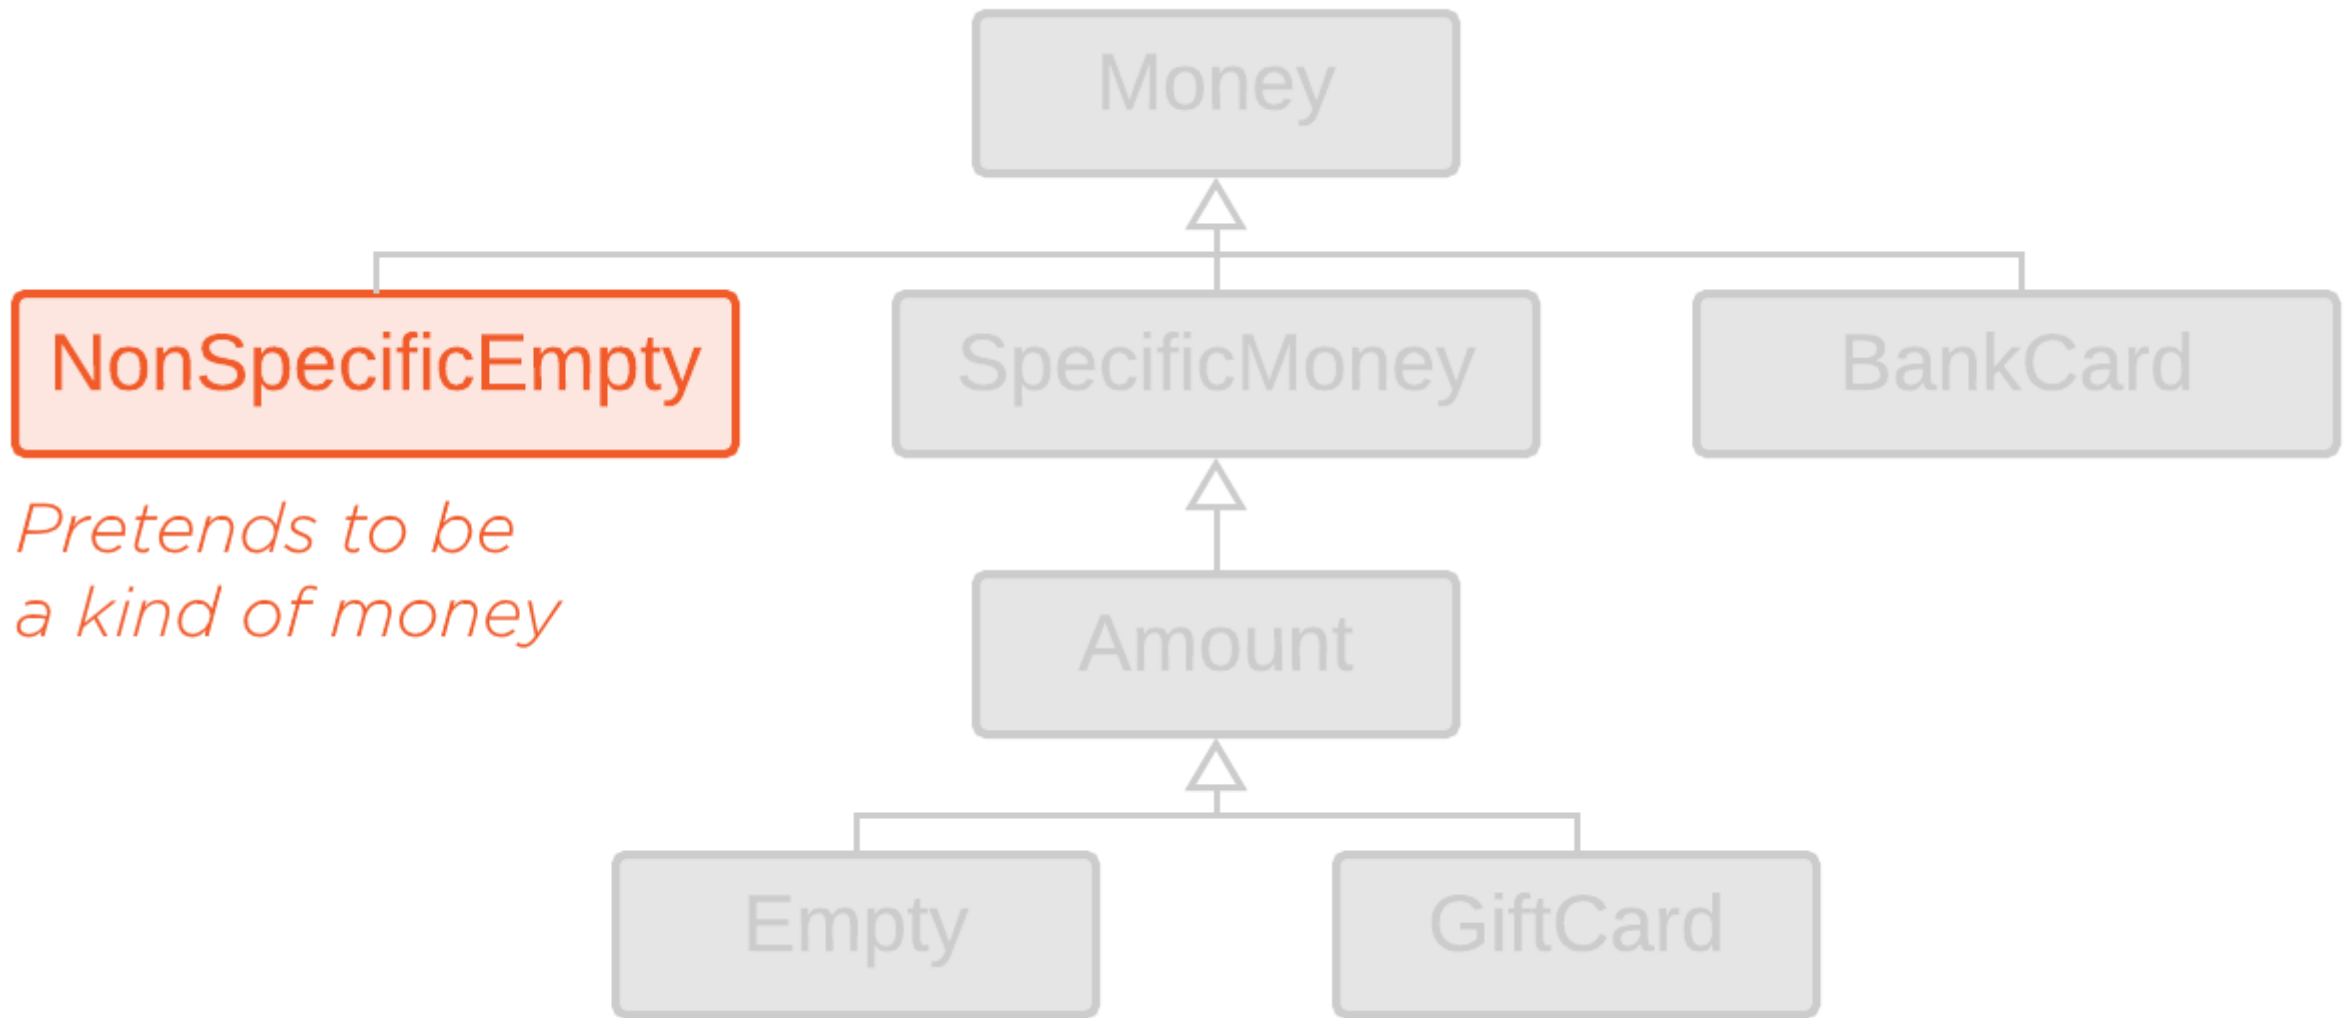 Money
NonSpecificEmpty
SpecificMoney
BankCard
Pretends to be
a kind of money
Amount
Empty
GiftCard